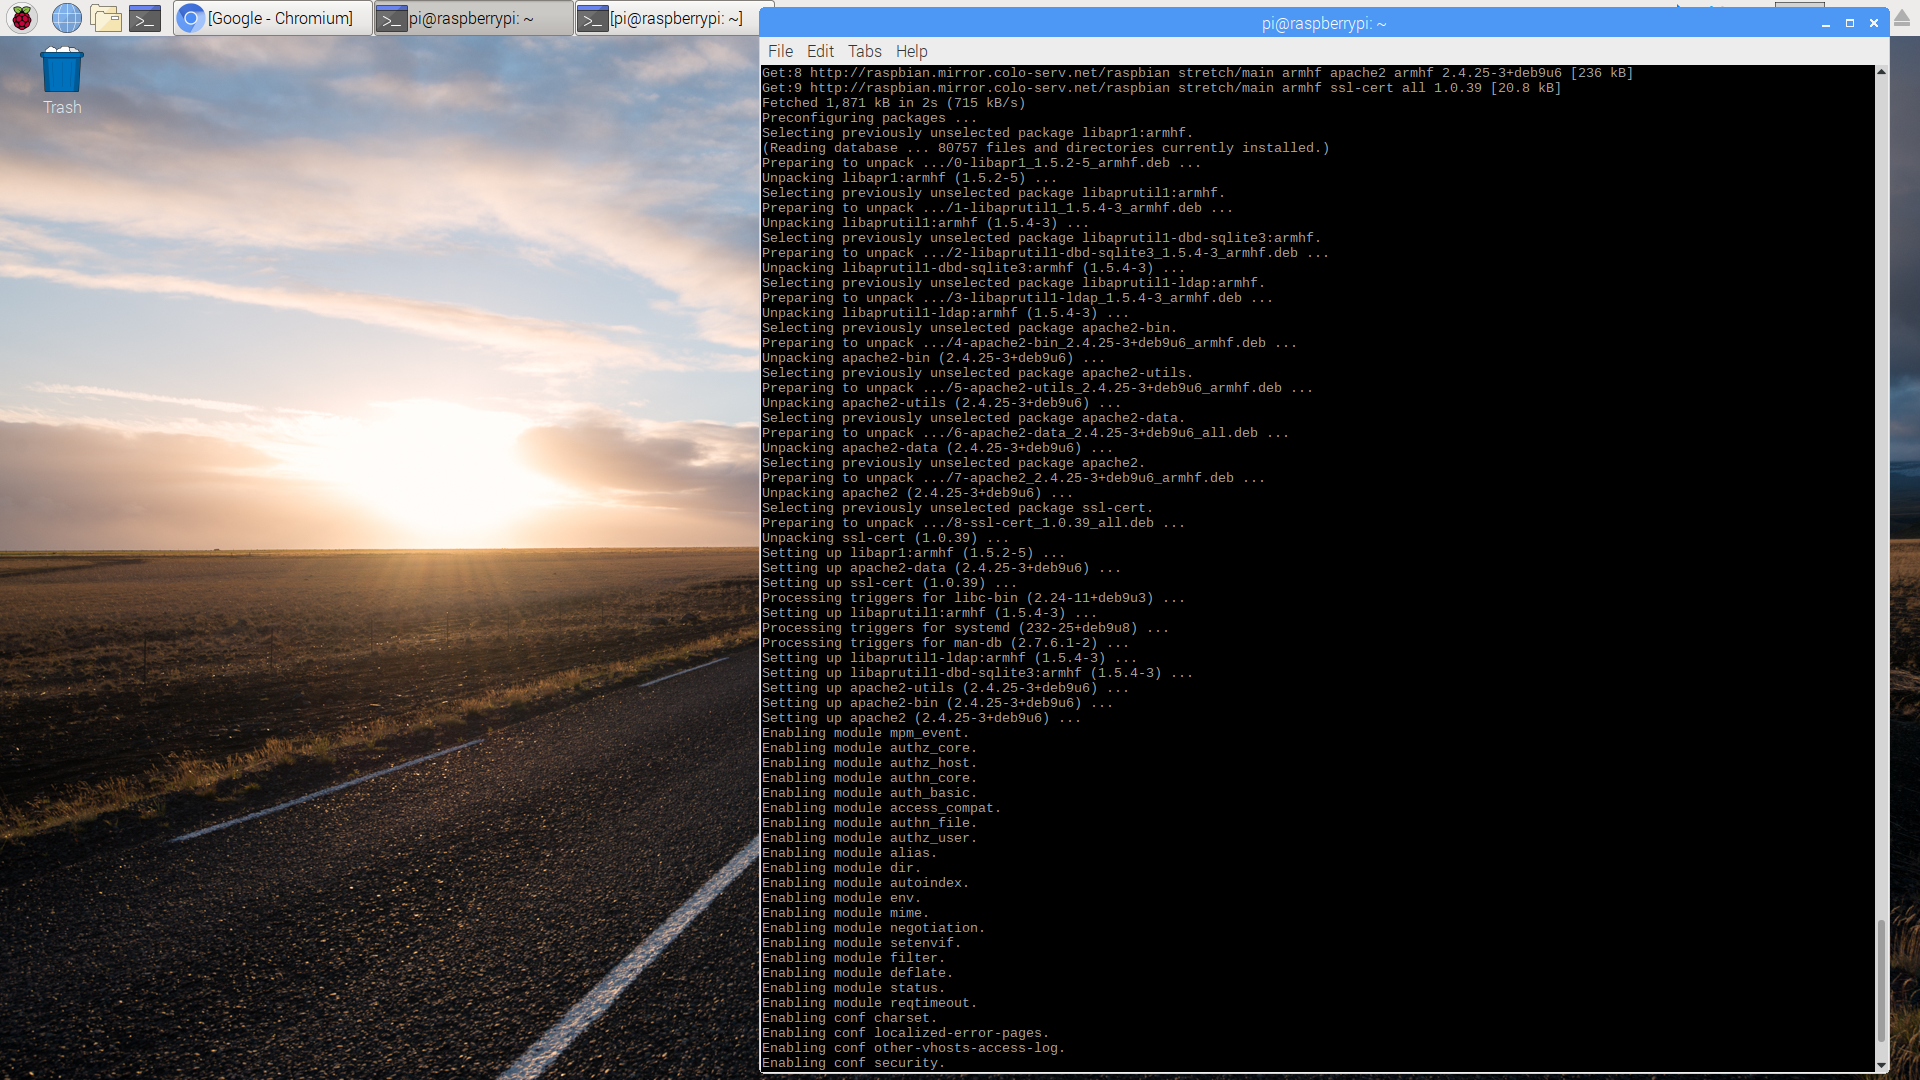 [Google - Chromium]
pi@raspberrypi: ~
[pi@raspberrypi: ~]
Trash
pi@raspberrypi: ~
File Edit Tabs Help
Get:8 http://raspbian.mirror.colo-serv.net/raspbian stretch/main armhf apache2 armhf 2.4.25-3+deb9u6 [236 kB]
Get:9 http://raspbian.mirror.colo-serv.net/raspbian stretch/main armhf ssl-cert all 1.0.39 [20.8 kB]
Fetched 1,871 kB in 2s (715 kB/s)
Preconfiguring packages ...
Selecting previously unselected package libapr1:armhf.
(Reading database ... 80757 files and directories currently installed.)
Preparing to unpack .../0-libapr1_1.5.2-5_armhf.deb ...
Unpacking libapr1:armhf (1.5.2-5) ...
Selecting previously unselected package libaprutil1:armhf.
Preparing to unpack .../1-libaprutil1_1.5.4-3_armhf.deb ...
Unpacking libaprutil1:armhf (1.5.4-3) ...
Selecting previously unselected package libaprutil1-dbd-sqlite3:armhf.
Preparing to unpack .../2-libaprutil1-dbd-sqlite3_1.5.4-3_armhf.deb ...
Unpacking libaprutil1-dbd-sqlite3:armhf (1.5.4-3) ...
Selecting previously unselected package libaprutil1-ldap:armhf.
Preparing to unpack .../3-libaprutil1-ldap_1.5.4-3_armhf.deb ...
Unpacking libaprutil1-ldap:armhf (1.5.4-3) ...
Selecting previously unselected package apache2-bin.
Preparing to unpack .../4-apache2-bin_2.4.25-3+deb9u6_armhf.deb ...
Unpacking apache2-bin (2.4.25-3+deb9u6) ...
Selecting previously unselected package apache2-utils.
Preparing to unpack .../5-apache2-utils_2.4.25-3+deb9u6_armhf.deb ...
Unpacking apache2-utils (2.4.25-3+deb9u6) ...
Selecting previously unselected package apache2-data.
Preparing to unpack .../6-apache2-data_2.4.25-3+deb9u6_all.deb ...
Unpacking apache2-data (2.4.25-3+deb9u6) ...
Selecting previously unselected package apache2.
Preparing to unpack .../7-apache2_2.4.25-3+deb9u6_armhf.deb ...
Unpacking apache2 (2.4.25-3+deb9u6) ...
Selecting previously unselected package ssl-cert.
Preparing to unpack .../8-ssl-cert_1.0.39_all.deb ...
Unpacking ssl-cert (1.0.39) ...
Setting up libapr1:armhf (1.5.2-5) ...
Setting up apache2-data (2.4.25-3+deb9u6) ...
Setting up ssl-cert (1.0.39) ...
Processing triggers for libc-bin (2.24-11+deb9u3) ...
Setting up libaprutil1:armhf (1.5.4-3) ...
Processing triggers for systemd (232-25+deb9u8) ...
Processing triggers for man-db (2.7.6.1-2) ...
Setting up libaprutil1-ldap:armhf (1.5.4-3) ...
Setting up libaprutil1-dbd-sqlite3:armhf (1.5.4-3) ...
Setting up apache2-utils (2.4.25-3+deb9u6) ...
Setting up apache2-bin (2.4.25-3+deb9u6) ...
Setting up apache2 (2.4.25-3+deb9u6) ...
Enabling module mpm_event.
Enabling module authz_core.
Enabling module authz_host.
Enabling module authn_core.
Enabling module auth_basic.
Enabling module access_compat.
Enabling module authn_file.
Enabling module authz_user.
Enabling module alias.
Enabling module dir.
Enabling module autoindex.
Enabling module env.
Enabling module mime.
Enabling module negotiation.
Enabling module setenvif.
Enabling module filter.
Enabling module deflate.
Enabling module status.
Enabling module reqtimeout.
Enabling conf charset.
Enabling conf localized-error-pages.
Enabling conf other-vhosts-access-log.
Enabling conf security.